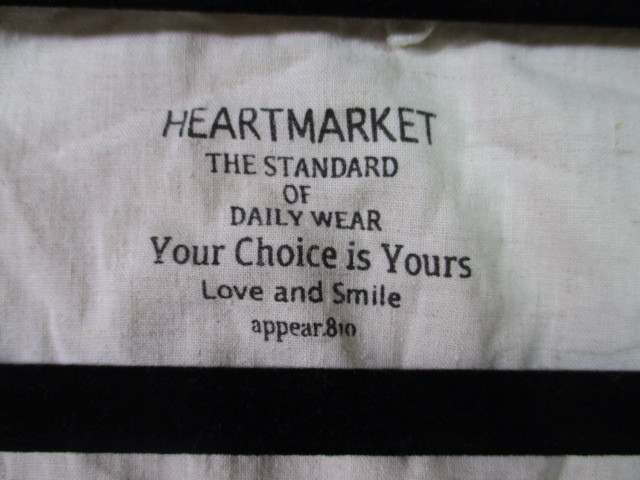 HEARTMARKET
THE STANDARD
OF
DAILY WEAR
Your Choice is Yours
Love and Smile
appear.810